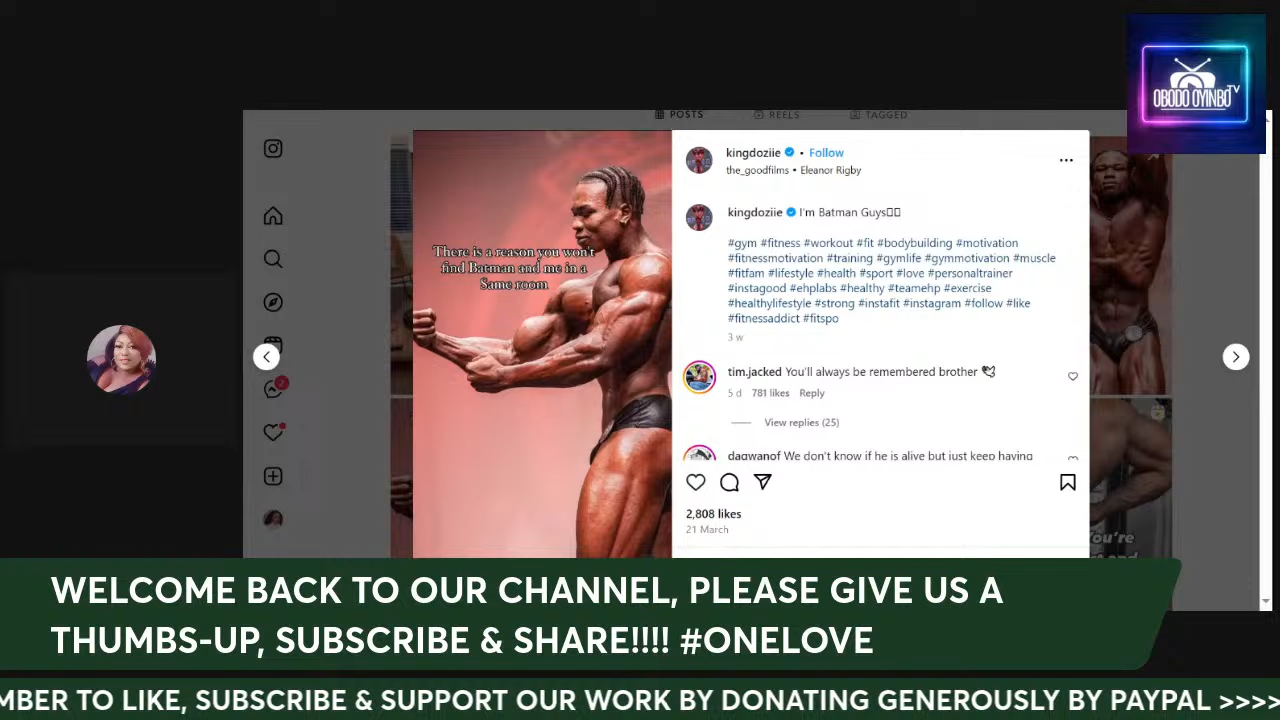 OBODO OYINBO TV
POSTS REELS TAGGED
kingdoziie • Follow
the_goodfilms • Eleanor Rigby
There is a reason you won't
find Batman and me in a
Same room
kingdoziie I'm Batman Guys
#gym #fitness #workout #fit #bodybuilding #motivation
#fitnessmotivation #training #gymlife #gymmotivation #muscle
#fitfam #lifestyle #health #sport #love #personaltrainer
#instagood #ehplabs #healthy #teamehp #exercise
#healthylifestyle #strong #instafit #instagram #follow #like
#fitnessaddict #fitspo
3 w
tim.jacked You'll always be remembered brother
5 d 781 likes Reply
View replies (25)
dagwanof We don't know if he is alive but just keep having
2,808 likes
21 March
You're
WELCOME BACK TO OUR CHANNEL, PLEASE GIVE US A
THUMBS-UP, SUBSCRIBE & SHARE!!!! #ONELOVE
MBER TO LIKE, SUBSCRIBE & SUPPORT OUR WORK BY DONATING GENEROUSLY BY PAYPAL >>>>